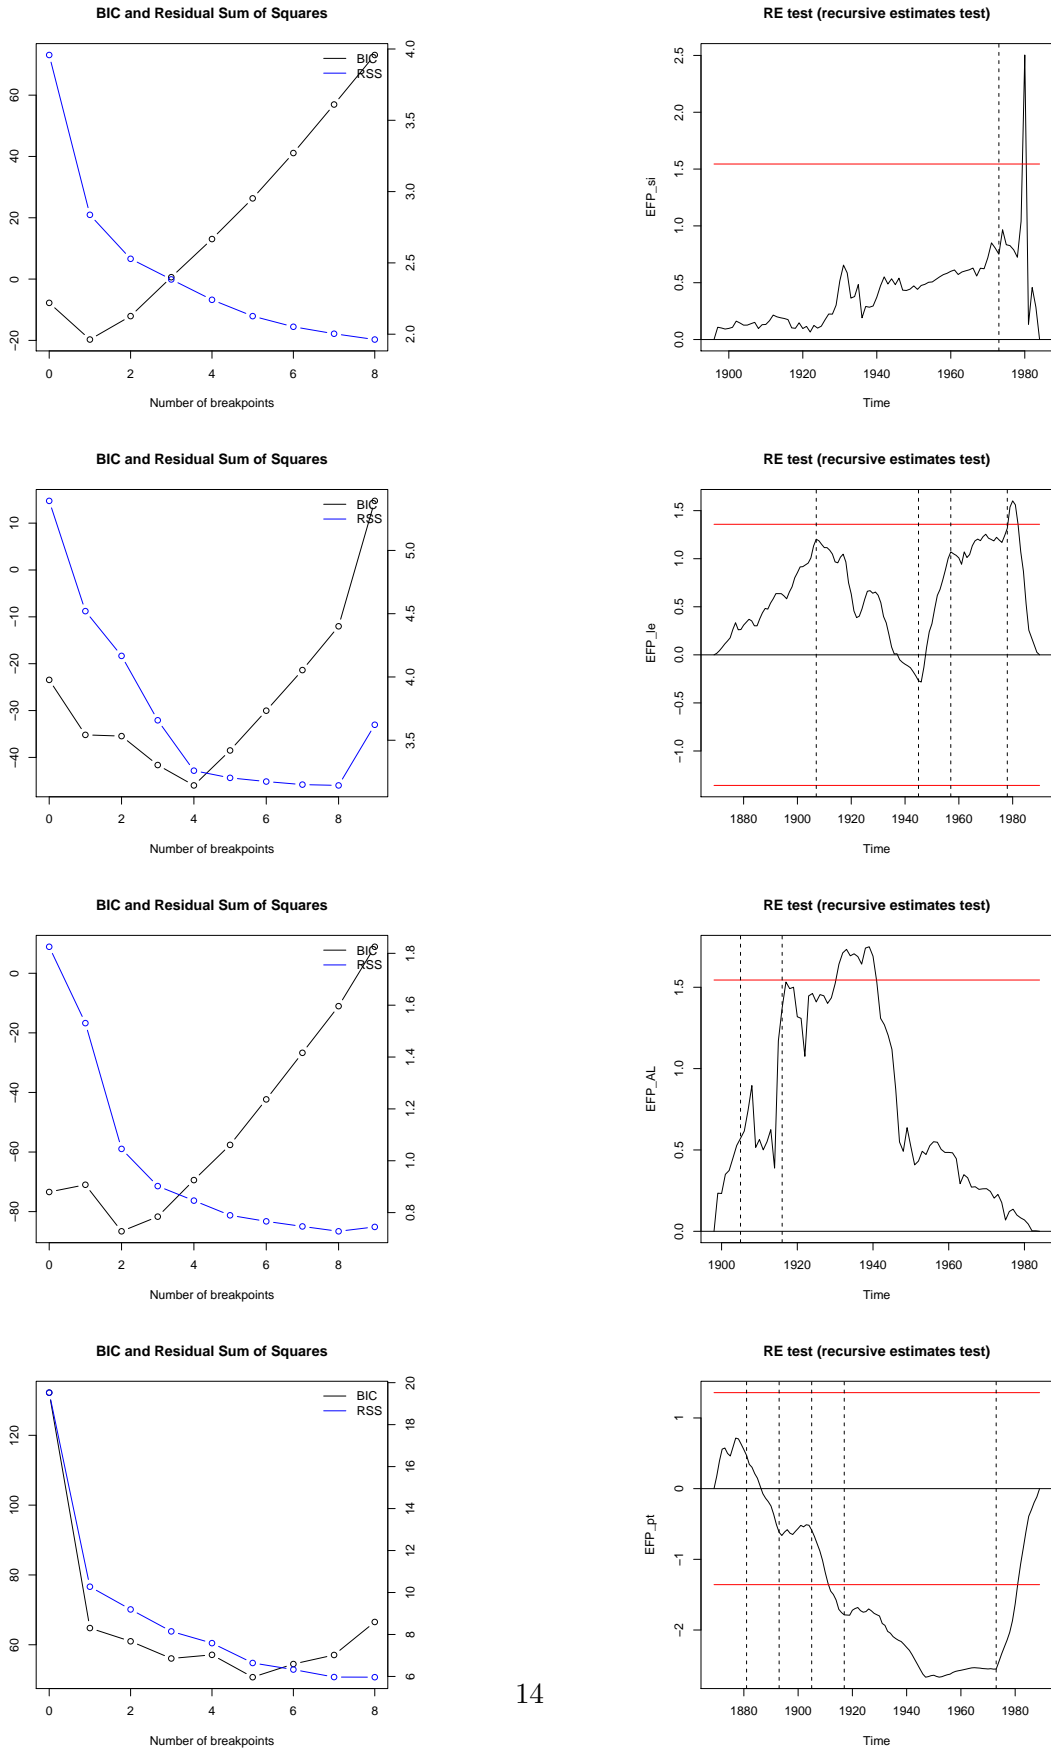 BIC and Residual Sum of Squares
BIC
RSS
0 2 4 6 8
−20 0 20 40 60
2.0 2.5 3.0 3.5 4.0
Number of breakpoints
RE test (recursive estimates test)
EFP_si
0.0 0.5 1.0 1.5 2.0 2.5
1900 1920 1940 1960 1980
Time
BIC and Residual Sum of Squares
BIC
RSS
0 2 4 6 8
−40 −30 −20 −10 0 10
3.5 4.0 4.5 5.0
Number of breakpoints
RE test (recursive estimates test)
EFP_le
−1.0 −0.5 0.0 0.5 1.0 1.5
1880 1900 1920 1940 1960 1980
Time
BIC and Residual Sum of Squares
BIC
RSS
0 2 4 6 8
−80 −60 −40 −20 0
0.8 1.0 1.2 1.4 1.6 1.8
Number of breakpoints
RE test (recursive estimates test)
EFP_AL
0.0 0.5 1.0 1.5
1900 1920 1940 1960 1980
Time
BIC and Residual Sum of Squares
BIC
RSS
0 2 4 6 8
60 80 100 120
6 8 10 12 14 16 18 20
Number of breakpoints
RE test (recursive estimates test)
EFP_pt
−2 −1 0 1
1880 1900 1920 1940 1960 1980
Time
14